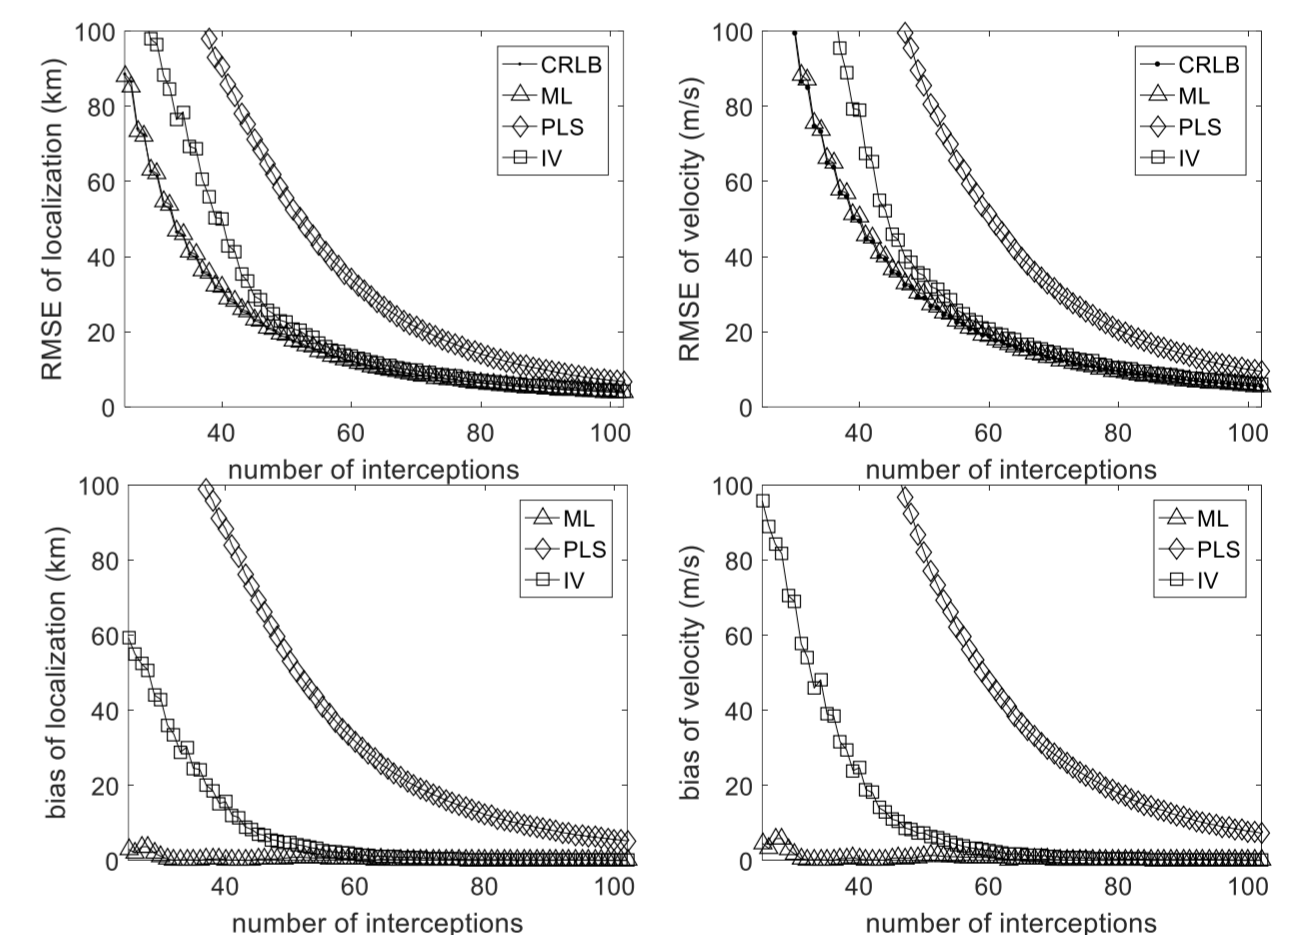 RMSE of localization (km)
100
80
60
40
20
0
CRLB
ML
PLS
IV
40 60 80 100
number of interceptions
RMSE of velocity (m/s)
100
80
60
40
20
0
CRLB
ML
PLS
IV
40 60 80 100
number of interceptions
bias of localization (km)
100
80
60
40
20
0
ML
PLS
IV
40 60 80 100
number of interceptions
bias of velocity (m/s)
100
80
60
40
20
0
ML
PLS
IV
40 60 80 100
number of interceptions